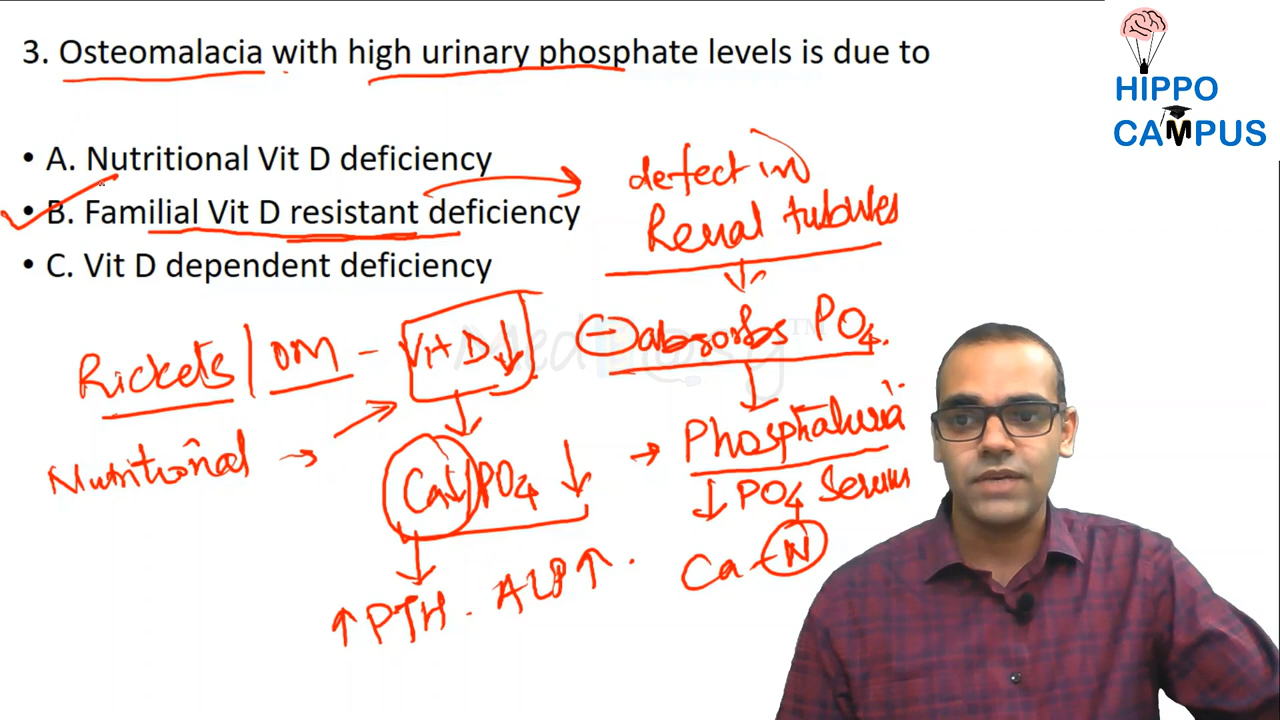 3. Osteomalacia with high urinary phosphate levels is due to
HIPPO
CAMPUS
• A. Nutritional Vit D deficiency
• B. Familial Vit D resistant deficiency
• C. Vit D dependent deficiency
defect in
Renal tubules
absorbs PO4.
Phosphaturia
↓ PO4 Serum
Ca - N
Rickets / OM - Vit D ↓
Nutritional →
Ca↓ / PO4 ↓
↑ PTH . ALP ↑ .